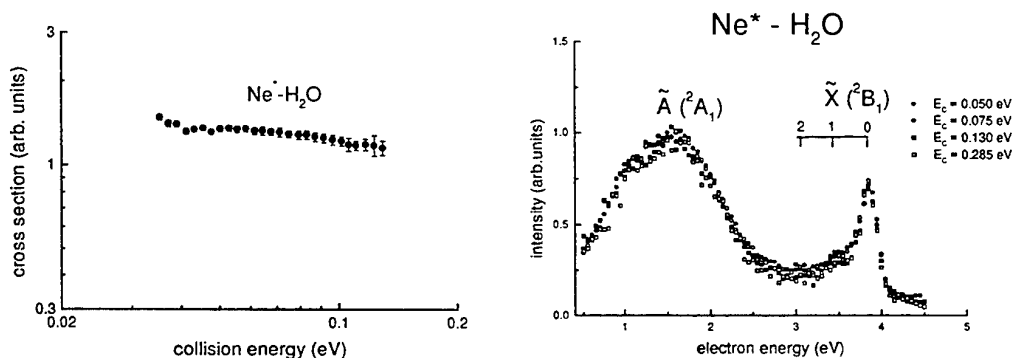 3
1
0.3
cross section (arb. units)
Ne*-H₂O
0.02
0.1
0.2
collision energy (eV)
Ne* - H₂O
1.5
1.0
0.5
0.0
intensity (arb.units)
Ã (²A₁)
X̃ (²B₁)
2 1 0
E_c = 0.050 eV
E_c = 0.075 eV
E_c = 0.130 eV
E_c = 0.285 eV
1 2 3 4 5
electron energy (eV)